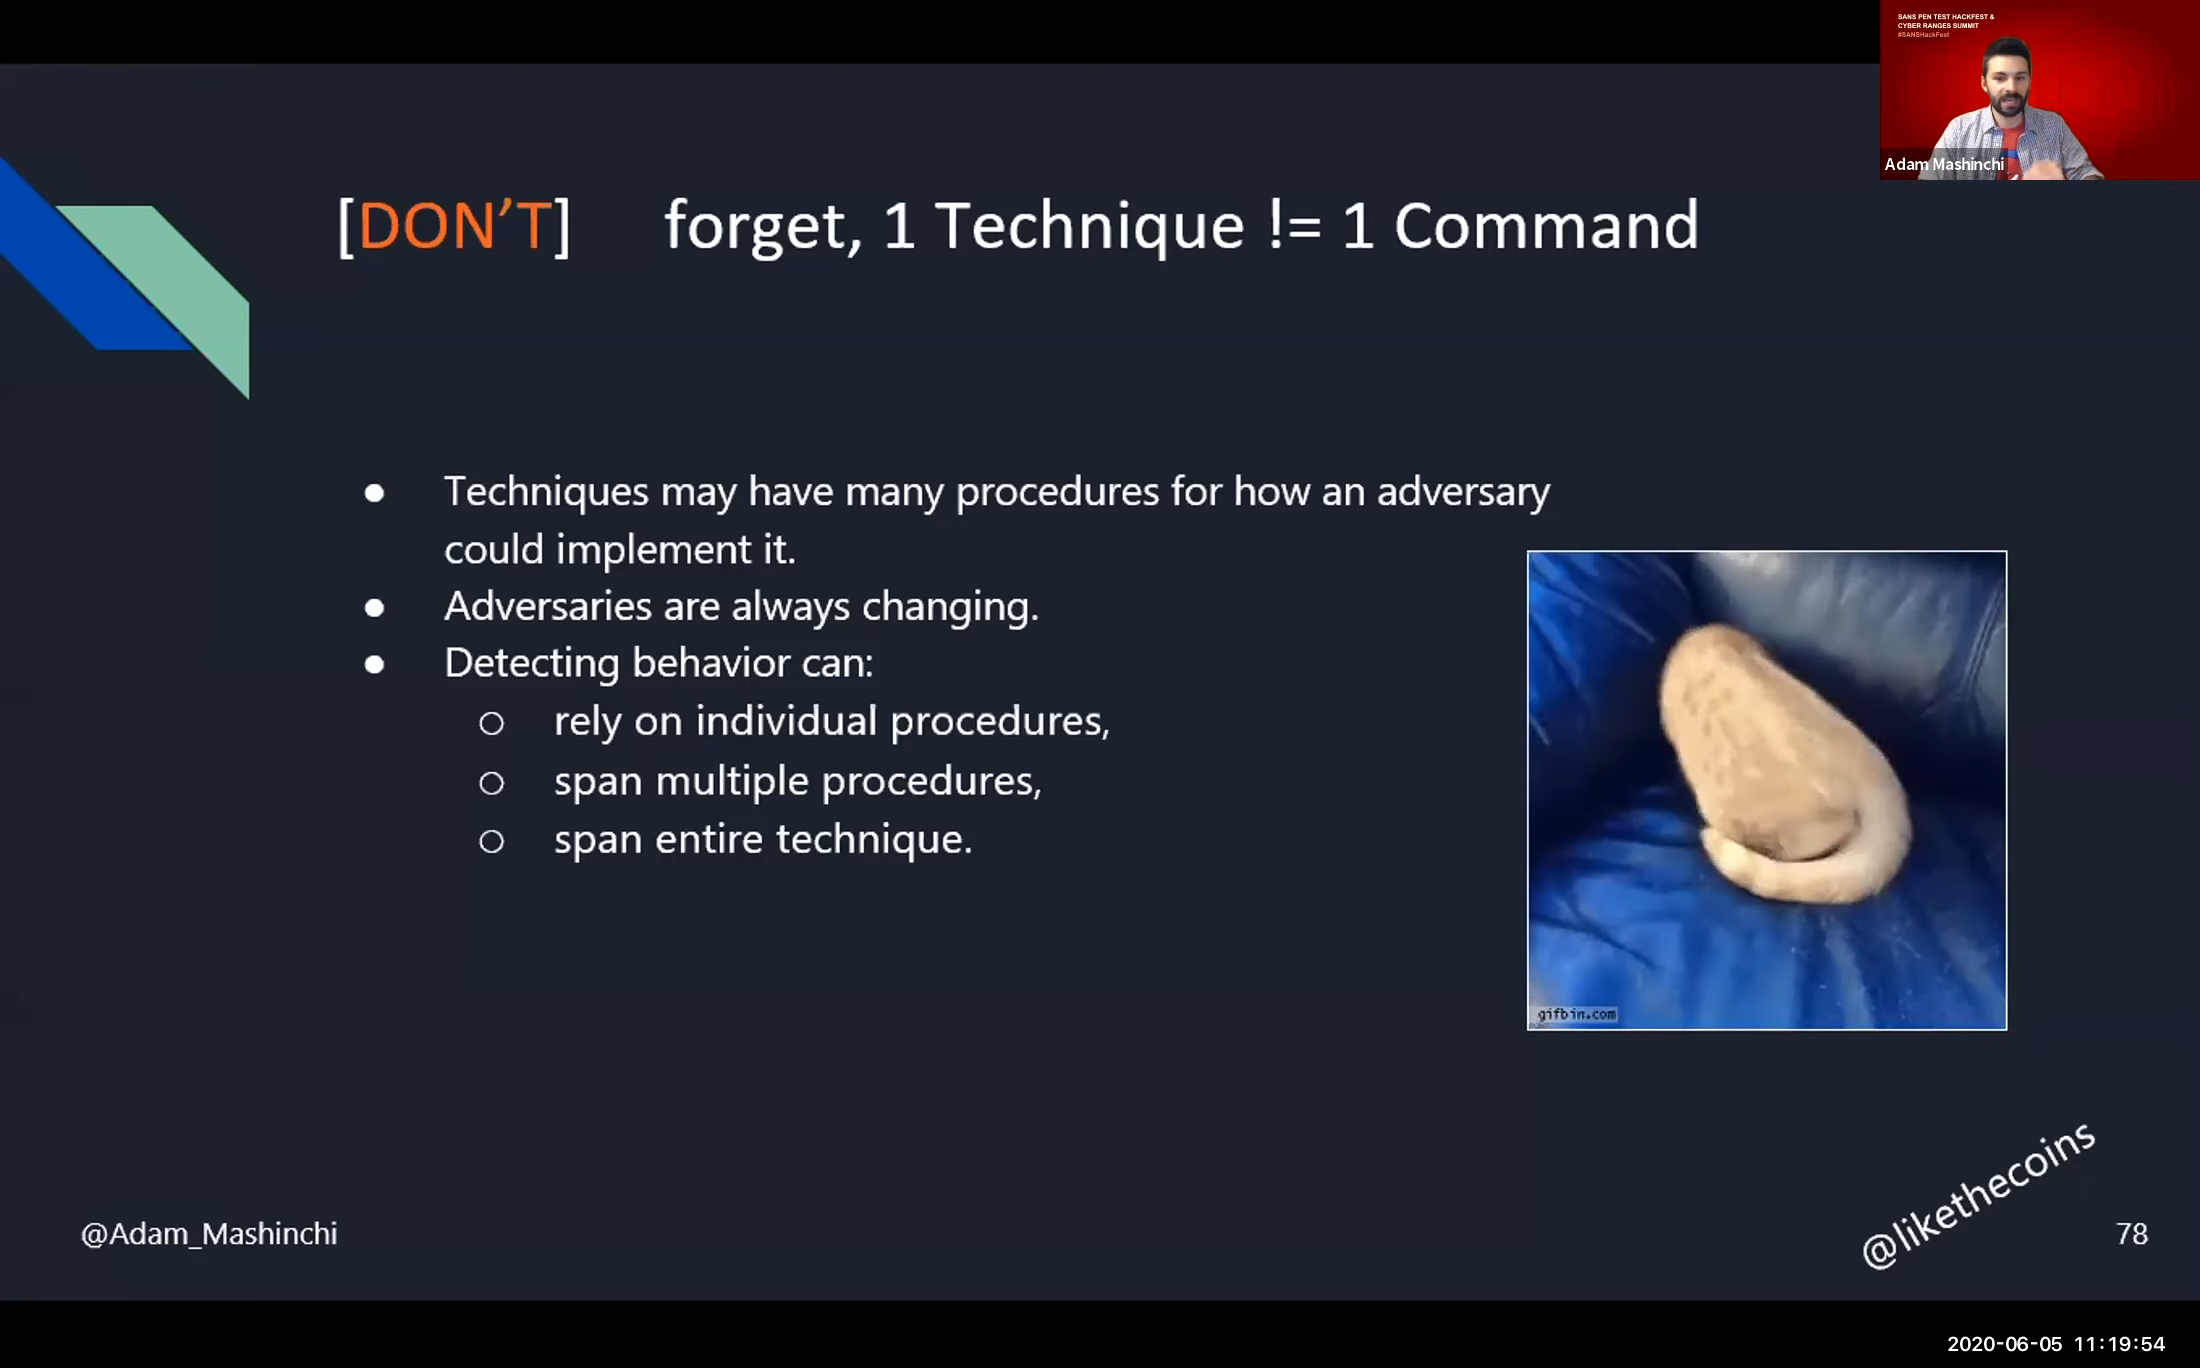 SANS PEN TEST HACKFEST &
CYBER RANGES SUMMIT
#SANSHackFest
Adam Mashinchi
[DON’T] forget, 1 Technique != 1 Command
● Techniques may have many procedures for how an adversary
could implement it.
● Adversaries are always changing.
● Detecting behavior can:
○ rely on individual procedures,
○ span multiple procedures,
○ span entire technique.
gifbin.com
@likethecoins
@Adam_Mashinchi
78
2020-06-05 11:19:54